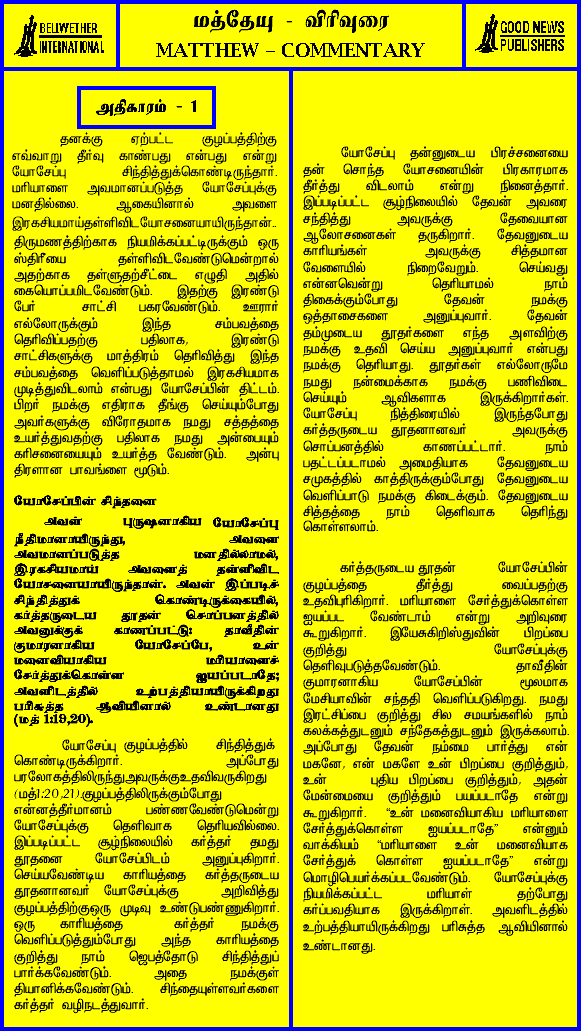 BELLWETHER
INTERNATIONAL
மத்தேயு - விரிவுரை
MATTHEW – COMMENTARY
GOOD NEWS
PUBLISHERS
அதிகாரம் - 1
தனக்கு ஏற்பட்ட குழப்பத்திற்கு
எவ்வாறு தீர்வு காண்பது என்பது என்று
யோசேப்பு சிந்தித்துக்கொண்டிருந்தார்.
மரியாளை அவமானப்படுத்த யோசேப்புக்கு
மனதில்லை. ஆகையினால் அவளை
இரகசியமாய்தள்ளிவிடயோசனையாயிருந்தான்..
திருமணத்திற்காக நியமிக்கப்பட்டிருக்கும் ஒரு
ஸ்திரீயை தள்ளிவிடவேண்டுமென்றால்
அதற்காக தள்ளுதற்சீட்டை எழுதி அதில்
கையொப்பமிடவேண்டும். இதற்கு இரண்டு
பேர் சாட்சி பகரவேண்டும். ஊரார்
எல்லோருக்கும் இந்த சம்பவத்தை
தெரிவிப்பதற்கு பதிலாக, இரண்டு
சாட்சிகளுக்கு மாத்திரம் தெரிவித்து இந்த
சம்பவத்தை வெளிப்படுத்தாமல் இரகசியமாக
முடித்துவிடலாம் என்பது யோசேப்பின் திட்டம்.
பிறர் நமக்கு எதிராக தீங்கு செய்யும்போது
அவர்களுக்கு விரோதமாக நமது சத்தத்தை
உயர்த்துவதற்கு பதிலாக நமது அன்பையும்
கரிசனையையும் உயர்த்த வேண்டும். அன்பு
திரளான பாவங்ளை மூடும்.
யோசேப்பின் சிந்தனை
அவள் புருஷனாகிய யோசேப்பு
நீதிமானாயிருந்து, அவளை
அவமானப்படுத்த மனதில்லாமல்,
இரகசியமாய் அவளைத் தள்ளிவிட
யோசனையாயிருந்தான். அவன் இப்படிச்
சிந்தித்துக் கொண்டிருக்கையில்,
கர்த்தருடைய தூதன் சொப்பனத்தில்
அவனுக்குக் காணப்பட்டு: தாவீதின்
குமாரனாகிய யோசேப்பே, உன்
மனைவியாகிய மரியாளைச்
சேர்த்துக்கொள்ள ஐயப்படாதே;
அவளிடத்தில் உற்பத்தியாயிருக்கிறது
பரிசுத்த ஆவியினால் உண்டானது
(மத் 1:19,20).
யோசேப்பு குழப்பத்தில் சிந்தித்துக்
கொண்டிருக்கிறார். அப்போது
பரலோகத்திலிருந்துஅவருக்குஉதவிவருகிறது
(மத்1:20,21).குழப்பத்திலிருக்கும்போது
என்னத்தீர்மானம் பண்ணவேண்டுமென்று
யோசேப்புக்கு தெளிவாக தெரியவில்லை.
இப்படிப்பட்ட சூழ்நிலையில் கர்த்தர் தமது
தூதனை யோசேப்பிடம் அனுப்புகிறார்.
செய்யவேண்டிய காரியத்தை கர்த்தருடைய
தூதனானவர் யோசேப்புக்கு அறிவித்து
குழப்பத்திற்குஒரு முடிவு உண்டுபண்ணுகிறார்.
ஒரு காரியத்தை கர்த்தர் நமக்கு
வெளிப்படுத்தும்போது அந்த காரியத்தை
குறித்து நாம் ஜெபத்தோடு சிந்தித்துப்
பார்க்கவேண்டும். அதை நமக்குள்
தியானிக்கவேண்டும். சிந்தையுள்ளவர்களை
கர்த்தர் வழிநடத்துவார்.
யோசேப்பு தன்னுடைய பிரச்சனையை
தன் சொந்த யோசனையின் பிரகாரமாக
தீர்த்து விடலாம் என்று நினைத்தார்.
இப்படிப்பட்ட சூழ்நிலையில் தேவன் அவரை
சந்தித்து அவருக்கு தேவையான
ஆலோசனைகள் தருகிறார். தேவனுடைய
காரியங்கள் அவருக்கு சித்தமான
வேளையில் நிறைவேறும். செய்வது
என்னவென்று தெரியாமல் நாம்
திகைக்கும்போது தேவன் நமக்கு
ஒத்தாசைகளை அனுப்புவார். தேவன்
தம்முடைய தூதர்களை எந்த அளவிற்கு
நமக்கு உதவி செய்ய அனுப்புவார் என்பது
நமக்கு தெரியாது. தூதர்கள் எல்லோருமே
நமது நன்மைக்காக நமக்கு பணிவிடை
செய்யும் ஆவிகளாக இருக்கிறார்கள்.
யோசேப்பு நித்திரையில் இருந்தபோது
கர்த்தருடைய தூதனானவர் அவருக்கு
சொப்பனத்தில் காணப்பட்டார். நாம்
பதட்டப்படாமல் அமைதியாக தேவனுடைய
சமுகத்தில் காத்திருக்கும்போது தேவனுடைய
வெளிப்பாடு நமக்கு கிடைக்கும். தேவனுடைய
சித்தத்தை நாம் தெளிவாக தெரிந்து
கொள்ளலாம்.
கர்த்தருடைய தூதன் யோசேப்பின்
குழப்பத்தை தீர்த்து வைப்பதற்கு
உதவிபுரிகிறார். மரியாளை சேர்த்துக்கொள்ள
ஐயப்பட வேண்டாம் என்று அறிவுரை
கூறுகிறார். இயேசுகிறிஸ்துவின் பிறப்பை
குறித்து யோசேப்புக்கு
தெளிவுபடுத்தவேண்டும். தாவீதின்
குமாரனாகிய யோசேப்பின் மூலமாக
மேசியாவின் சந்ததி வெளிப்படுகிறது. நமது
இரட்சிப்பை குறித்து சில சமயங்களில் நாம்
கலக்கத்துடனும் சந்தேகத்துடனும் இருக்கலாம்.
அப்போது தேவன் நம்மை பார்த்து என்
மகனே, என் மகளே உன் பிறப்பை குறித்தும்,
உன் புதிய பிறப்பை குறித்தும், அதன்
மேன்மையை குறித்தும் பயப்படாதே என்று
கூறுகிறார். "உன் மனைவியாகிய மரியாளை
சேர்த்துக்கொள்ள ஐயப்படாதே" என்னும்
வாக்கியம் "மரியாளை உன் மனைவியாக
சேர்த்துக் கொள்ள ஐயப்படாதே" என்று
மொழிபெயர்க்கப்படவேண்டும். யோசேப்புக்கு
நியமிக்கப்பட்ட மரியாள் தற்போது
கர்ப்பவதியாக இருக்கிறாள். அவளிடத்தில்
உற்பத்தியாயிருக்கிறது பரிசுத்த ஆவியினால்
உண்டானது.